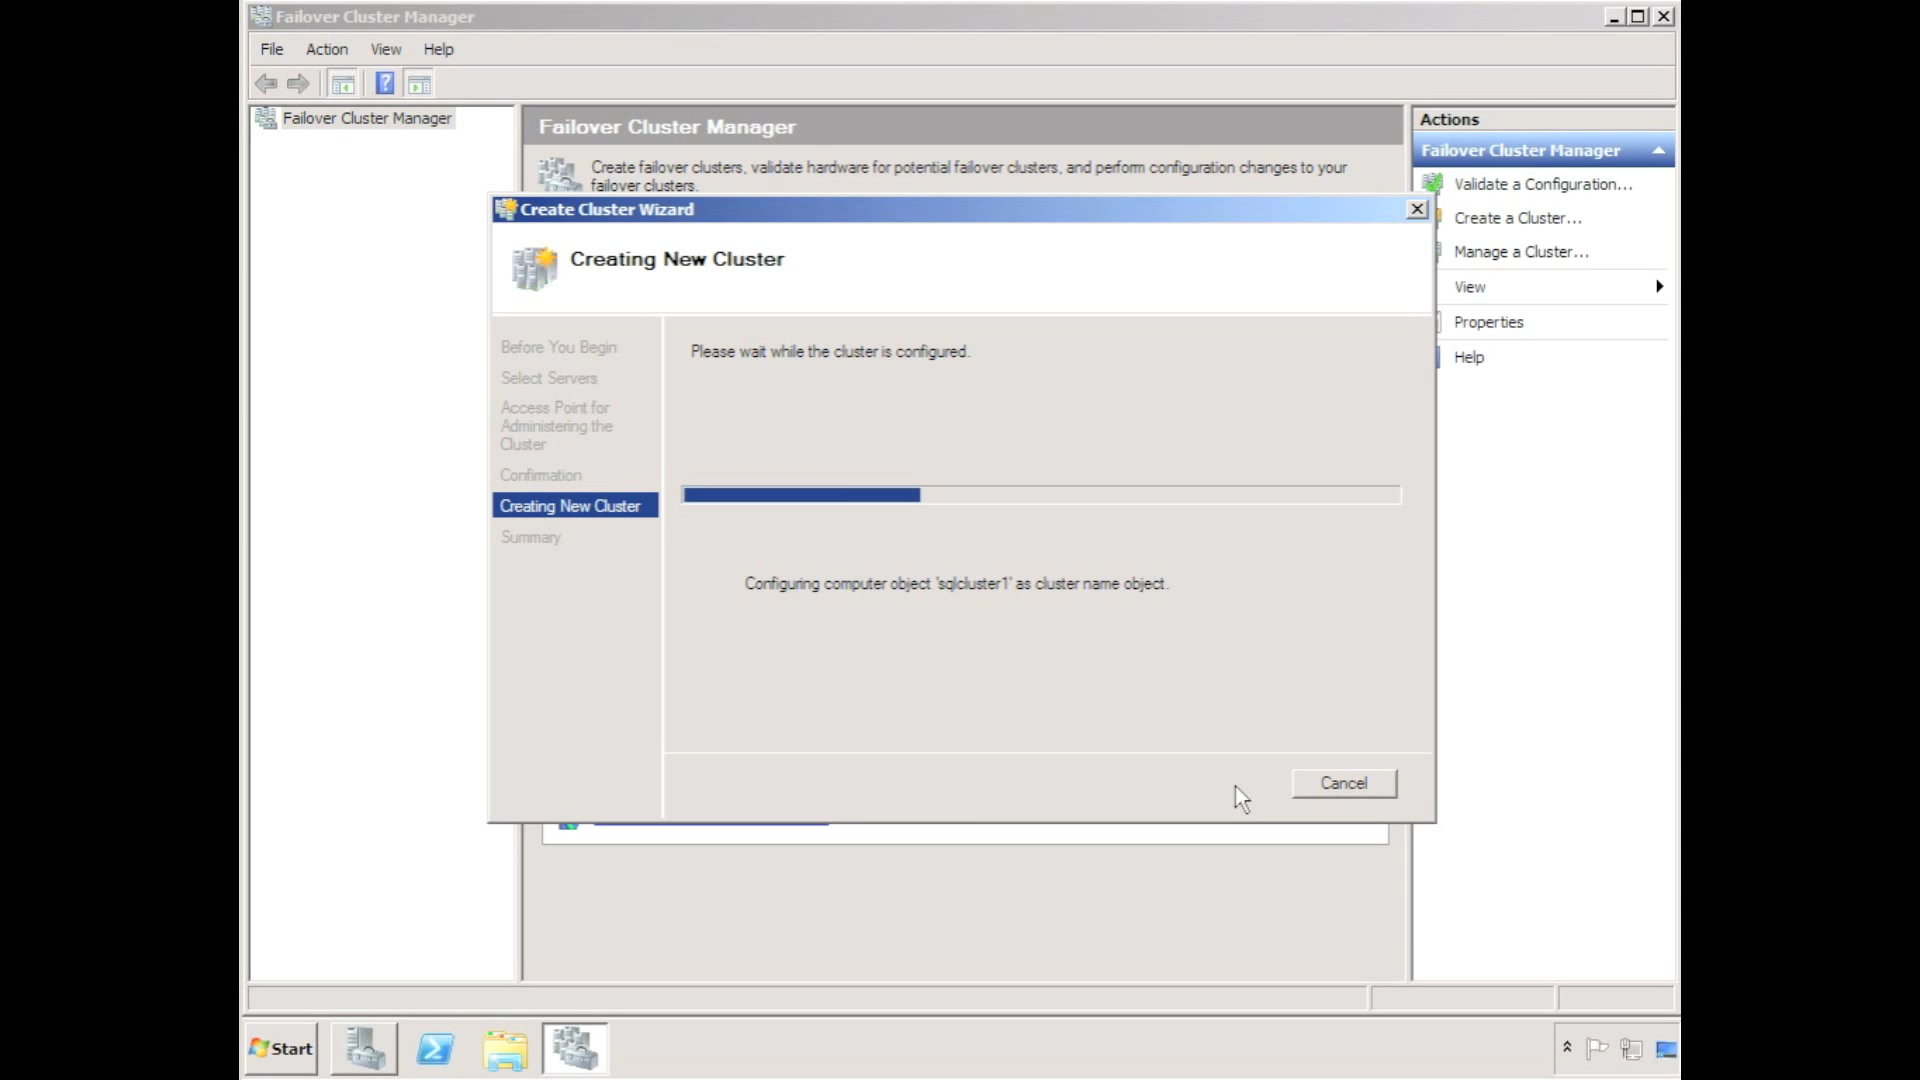 Failover Cluster Manager
File Action View Help
Failover Cluster Manager
Failover Cluster Manager
Create failover clusters, validate hardware for potential failover clusters, and perform configuration changes to your
failover clusters.
Actions
Failover Cluster Manager
Validate a Configuration...
Create a Cluster...
Manage a Cluster...
View
Properties
Help
Create Cluster Wizard
Creating New Cluster
Before You Begin
Select Servers
Access Point for
Administering the
Cluster
Confirmation
Creating New Cluster
Summary
Please wait while the cluster is configured.
Configuring computer object 'sqlcluster1' as cluster name object.
Cancel
Start